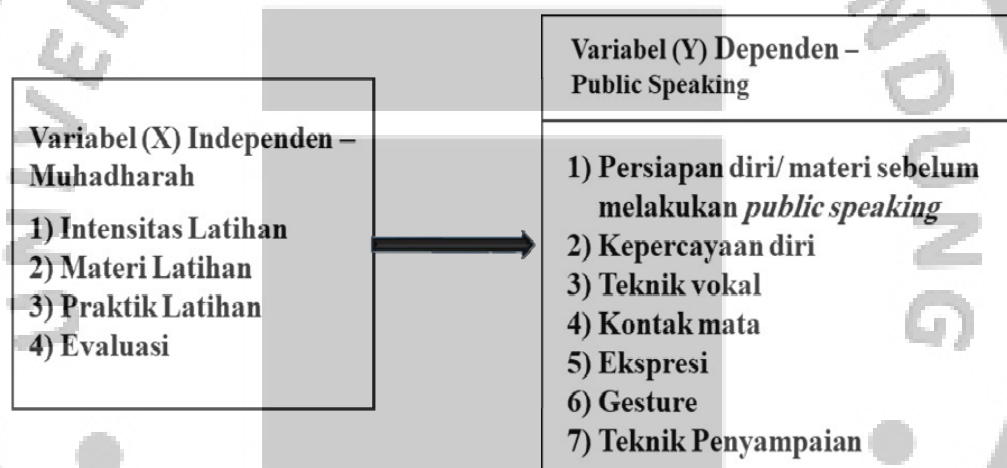 Variabel (X) Independen –
Muhadharah
1) Intensitas Latihan
2) Materi Latihan
3) Praktik Latihan
4) Evaluasi
Variabel (Y) Dependen –
Public Speaking
1) Persiapan diri/ materi sebelum
melakukan public speaking
2) Kepercayaan diri
3) Teknik vokal
4) Kontak mata
5) Ekspresi
6) Gesture
7) Teknik Penyampaian